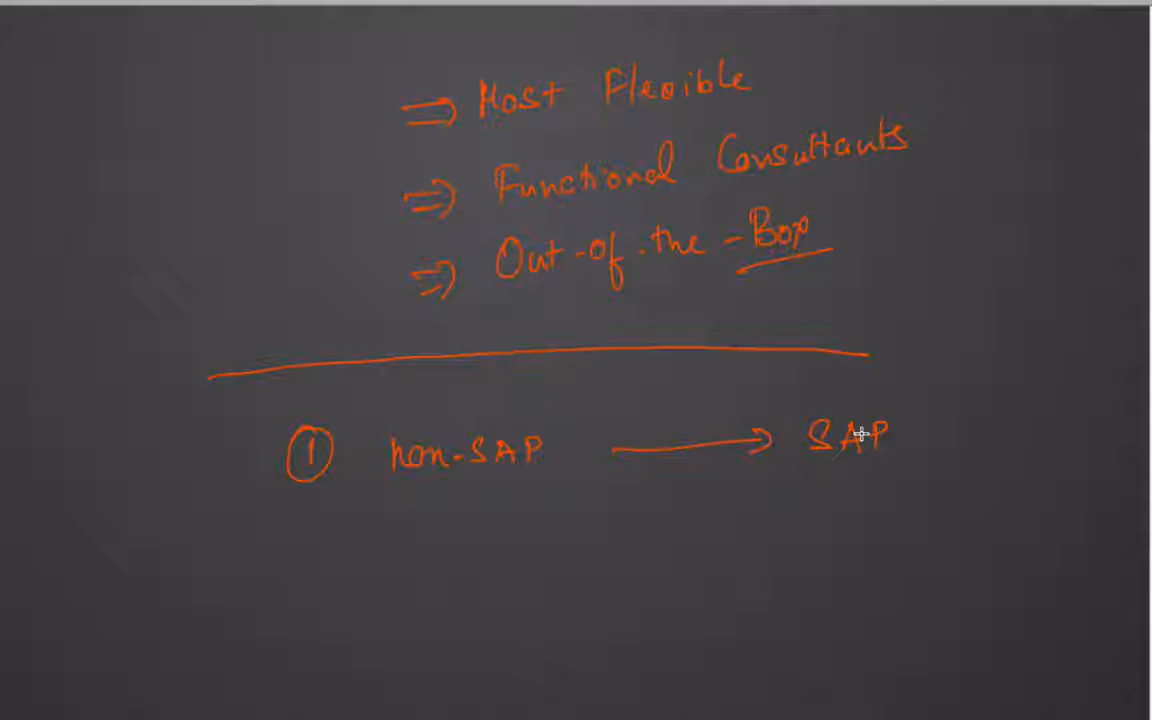 ⇒ Most Flexible
⇒ Functional Consultants
⇒ Out-of-the-Box
① non-SAP → SAP